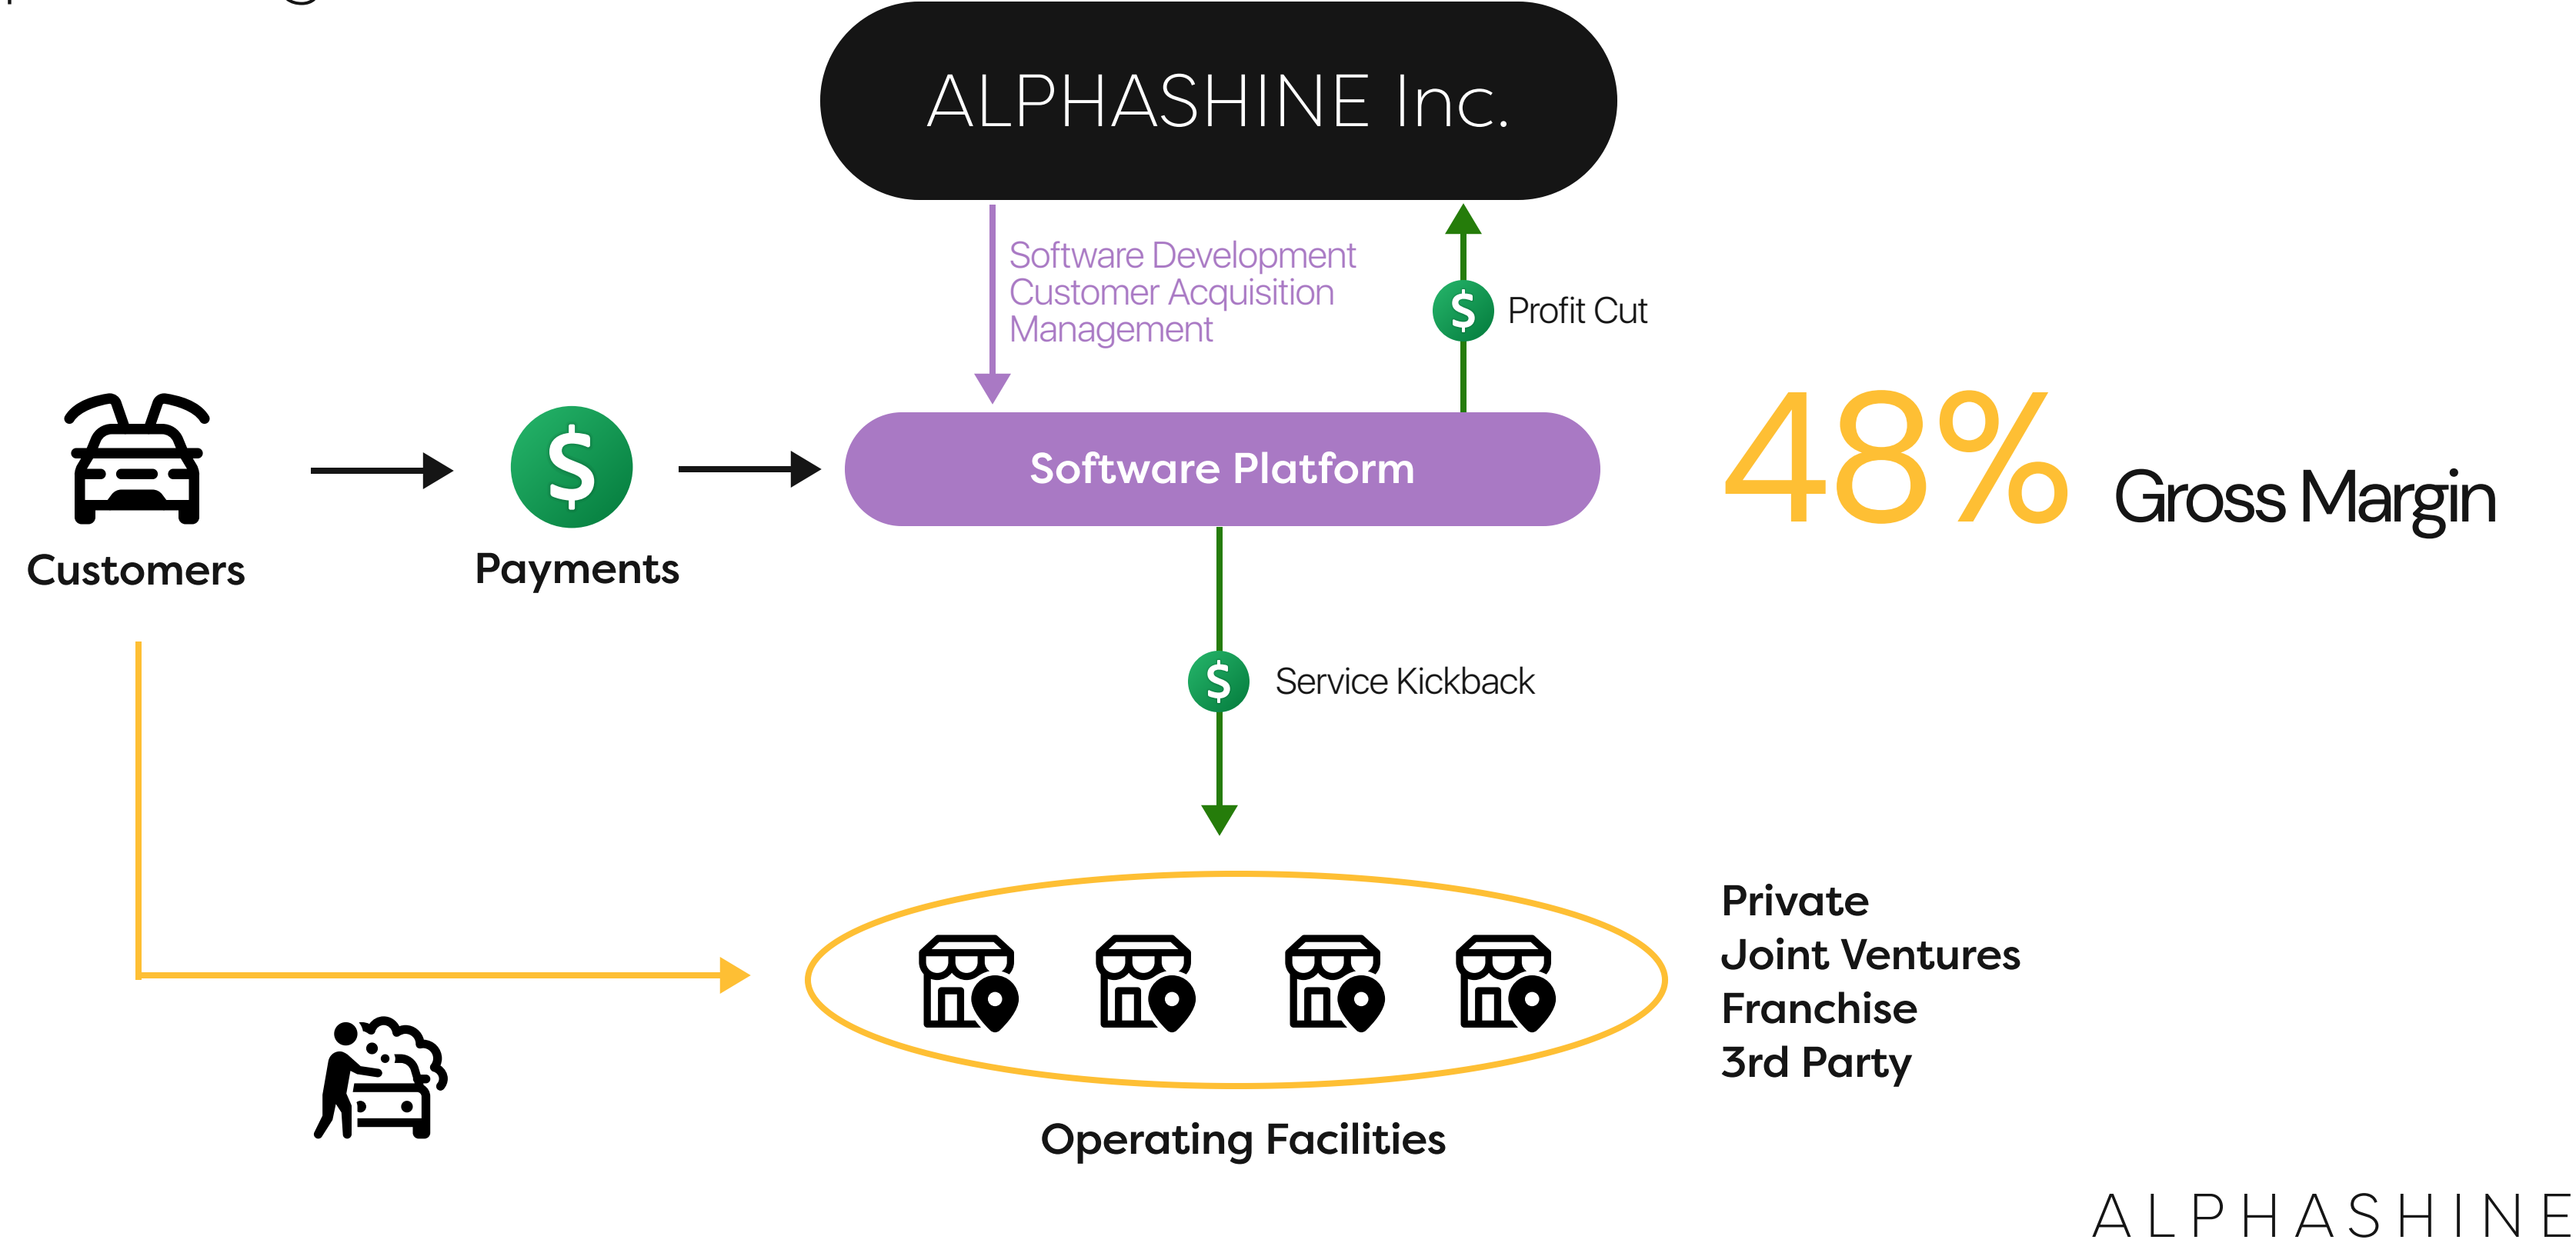 ALPHASHINE Inc.
Software Development
Customer Acquisition
Management
$ Profit Cut
$
Software Platform
48% Gross Margin
Customers
Payments
$ Service Kickback
Private
Joint Ventures
Franchise
3rd Party
Operating Facilities
ALPHASHINE